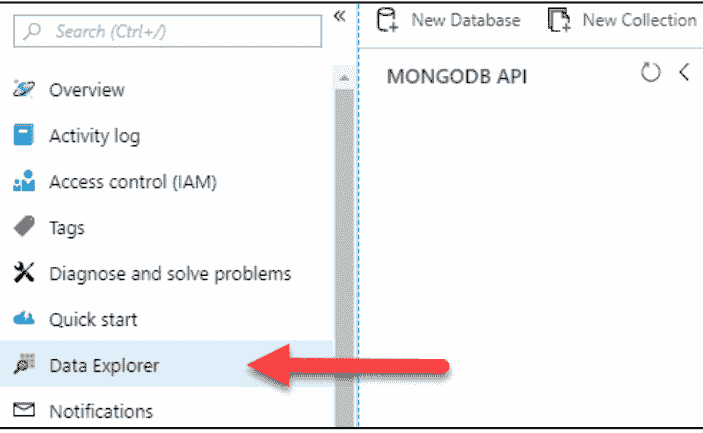 Search (Ctrl+/)
Overview
Activity log
Access control (IAM)
Tags
Diagnose and solve problems
Quick start
Data Explorer
Notifications
New Database
New Collection
MONGODB API